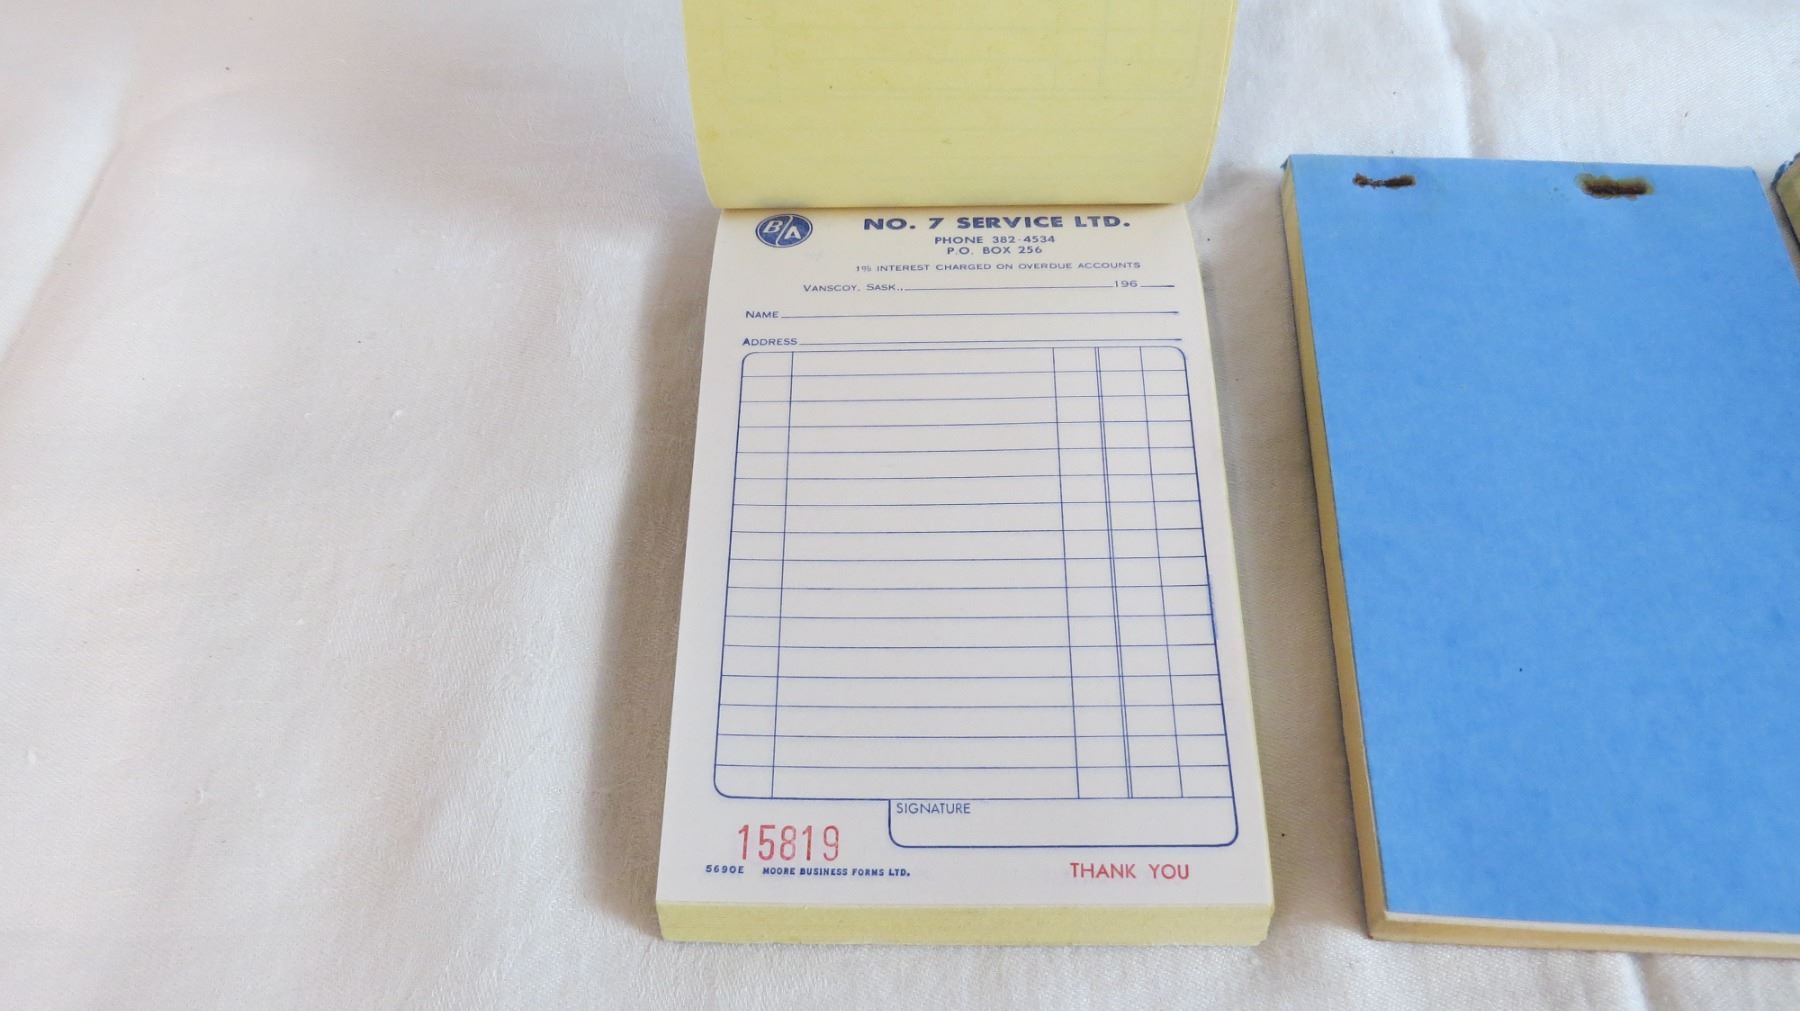 B/A
NO. 7 SERVICE LTD.
PHONE 382-4534
P.O. BOX 256
1% INTEREST CHARGED ON OVERDUE ACCOUNTS
VANSCOY, SASK., 196
NAME
ADDRESS
SIGNATURE
15819
5690E MOORE BUSINESS FORMS LTD.
THANK YOU